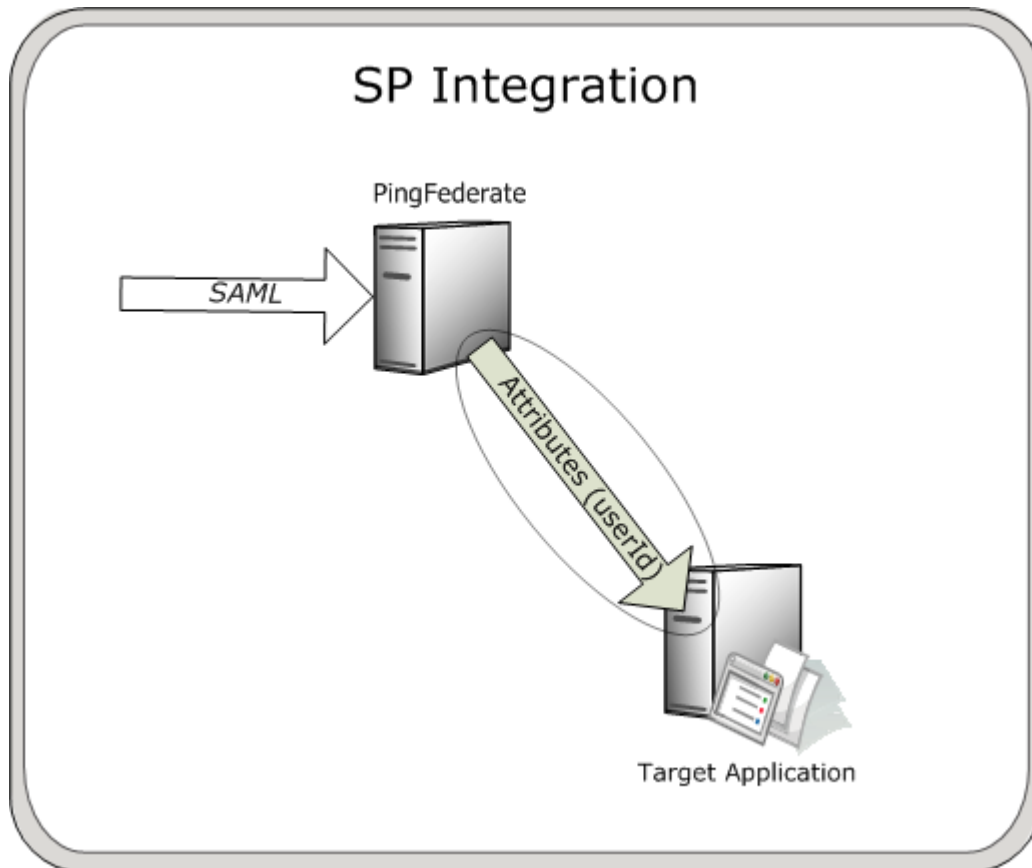 SP Integration
PingFederate
SAML
Attributes (userId)
Target Application